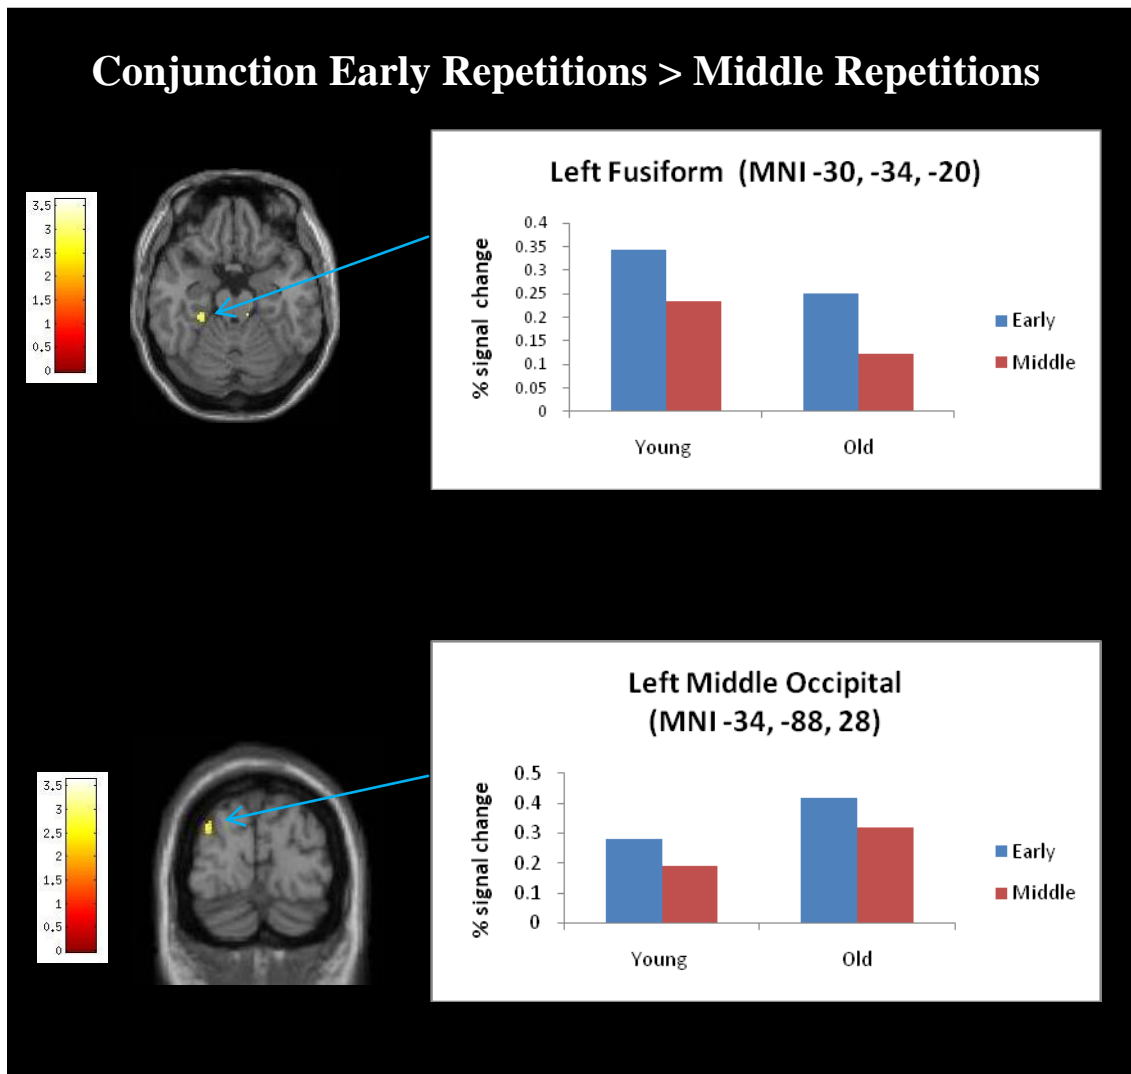 Conjunction Early Repetitions > Middle Repetitions
Left Fusiform (MNI -30, -34, -20)
3.5
3
2.5
2
1.5
1
0.5
0
% signal change
0.4
0.35
0.3
0.25
0.2
0.15
0.1
0.05
0
Young
Old
Early
Middle
Left Middle Occipital
(MNI -34, -88, 28)
3.5
3
2.5
2
1.5
1
0.5
0
% signal change
0.5
0.4
0.3
0.2
0.1
0
Young
Old
Early
Middle